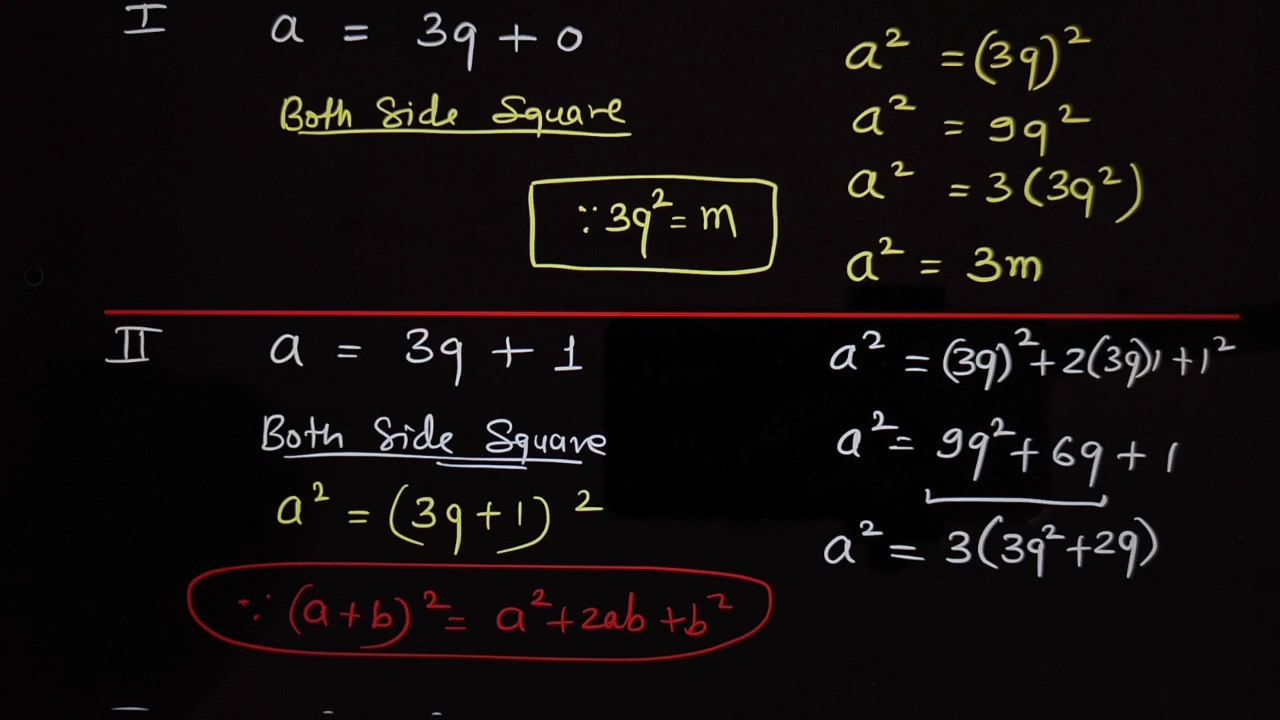 I a = 3q + 0
Both Side Square
∵ 3q² = m
a² = (3q)²
a² = 9q²
a² = 3(3q²)
a² = 3m
II a = 3q + 1
Both Side Square
a² = (3q+1)²
∵ (a+b)² = a²+2ab+b²
a² = (3q)²+2(3q)1+1²
a² = 9q²+6q+1
a² = 3(3q²+2q)